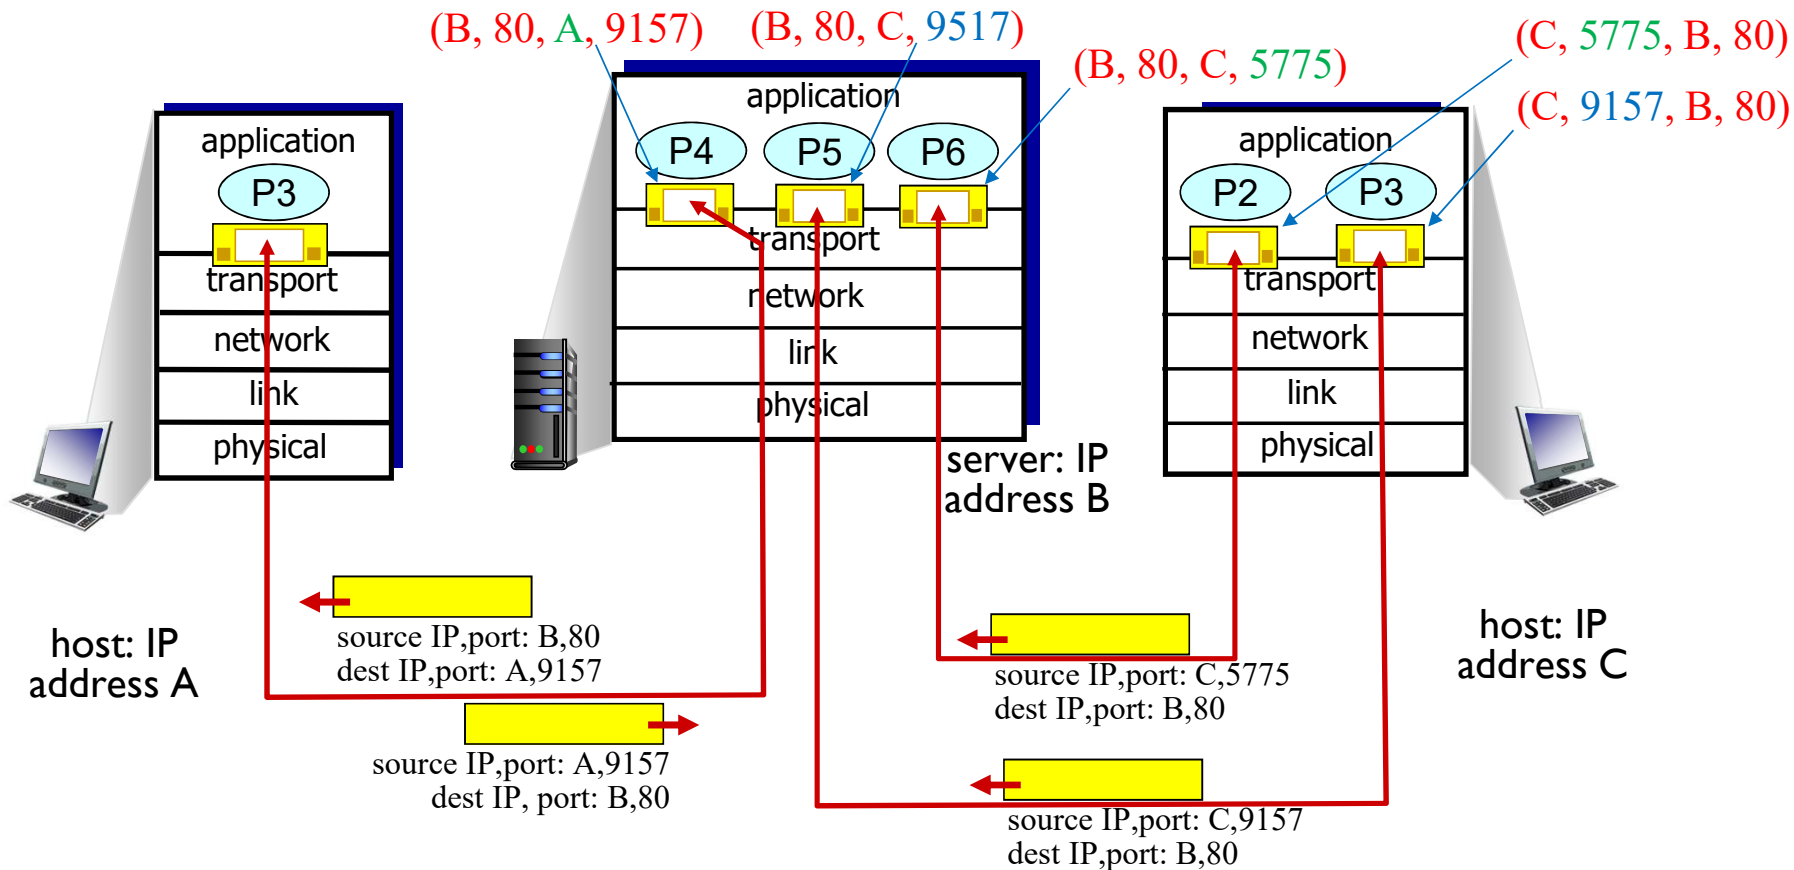 (B, 80, A, 9157)
(B, 80, C, 9517)
(B, 80, C, 5775)
(C, 5775, B, 80)
(C, 9157, B, 80)
application
P3
transport
network
link
physical
application
P4
P5
P6
transport
network
link
physical
application
P2
P3
transport
network
link
physical
server: IP
address B
host: IP
address A
host: IP
address C
source IP,port: B,80
dest IP,port: A,9157
source IP,port: A,9157
dest IP, port: B,80
source IP,port: C,5775
dest IP,port: B,80
source IP,port: C,9157
dest IP,port: B,80